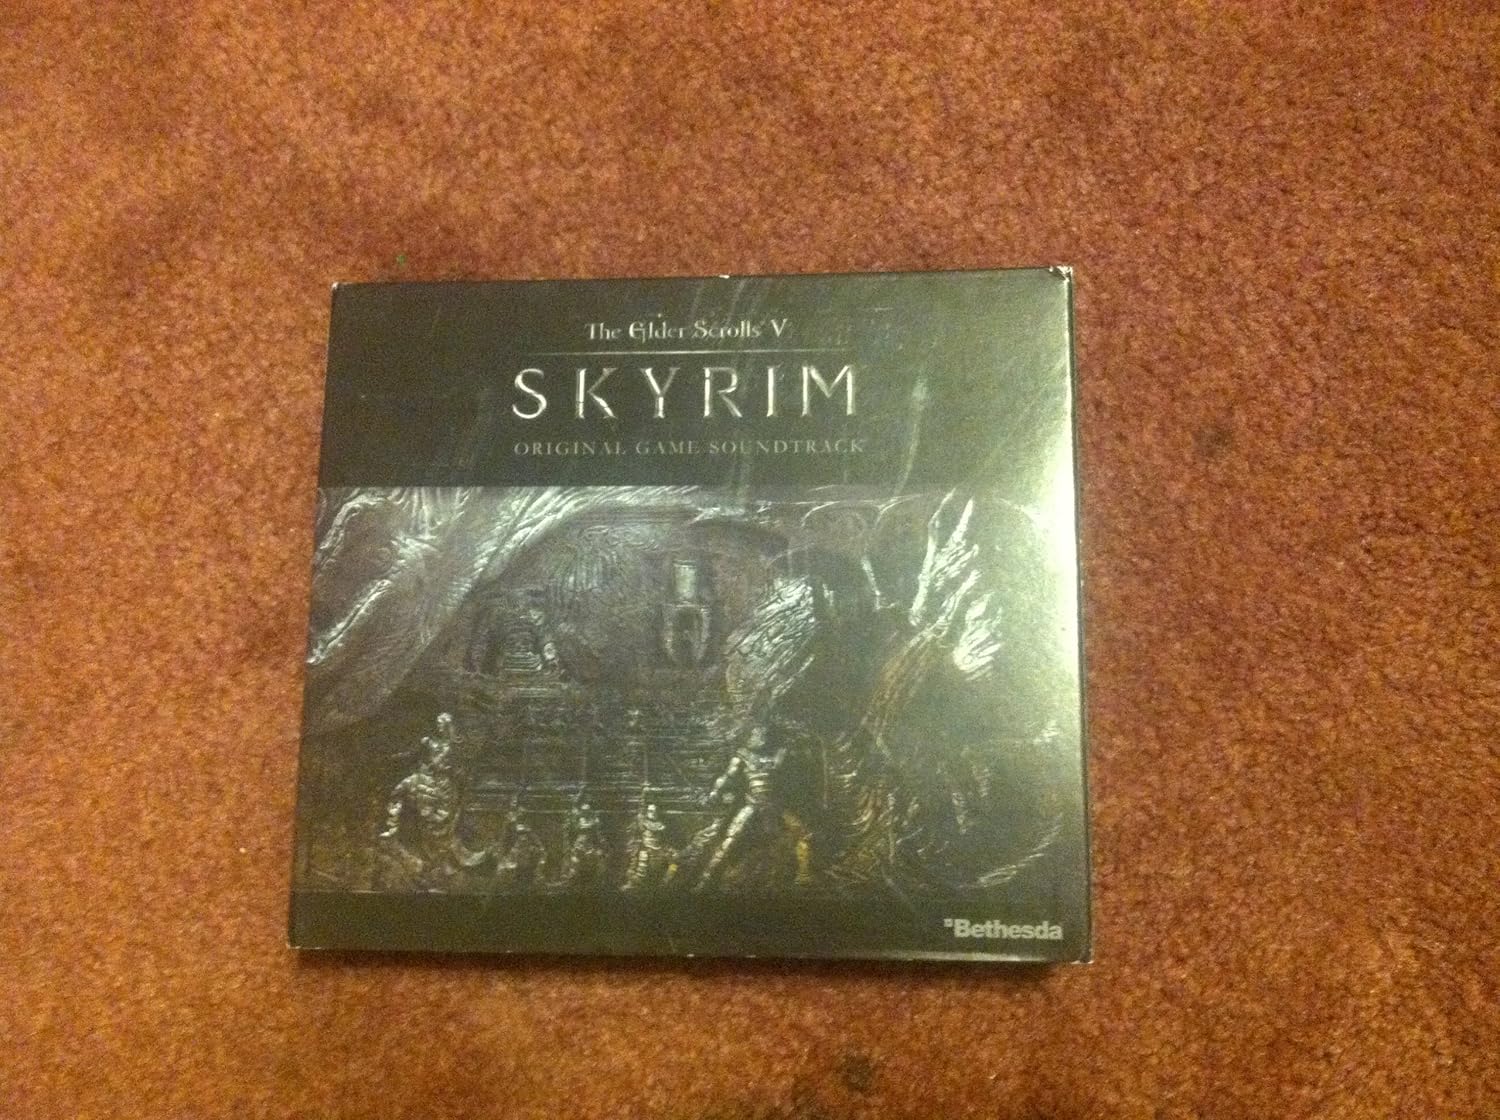 The Elder Scrolls V
SKYRIM
ORIGINAL GAME SOUNDTRACK
Bethesda